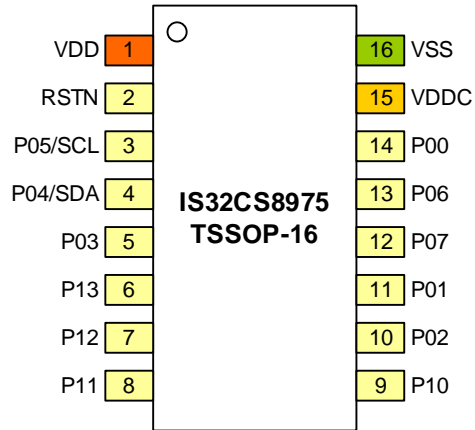 VDD 1 16 VSS
RSTN 2 15 VDDC
P05/SCL 3 14 P00
P04/SDA 4 13 P06
IS32CS8975
TSSOP-16
P03 5 12 P07
P13 6 11 P01
P12 7 10 P02
P11 8 9 P10